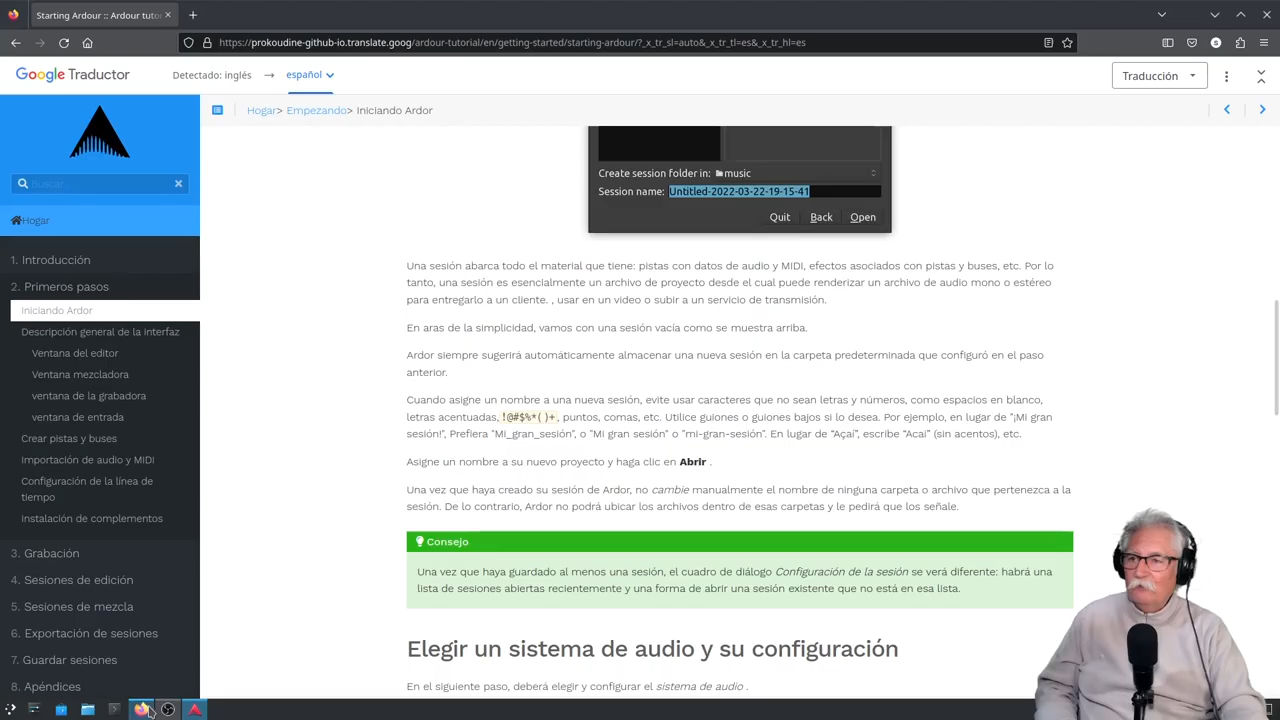 Starting Ardour :: Ardour tutor
https://prokoudine-github-io.translate.goog/ardour-tutorial/en/getting-started/starting-ardour/?_x_tr_sl=auto&_x_tr_tl=es&_x_tr_hl=es
Google Traductor
Detectado: inglés → español
Traducción
Hogar> Empezando> Iniciando Ardor
Buscar...
Hogar
1. Introducción
2. Primeros pasos
Iniciando Ardor
Descripción general de la interfaz
Ventana del editor
Ventana mezcladora
ventana de la grabadora
ventana de entrada
Crear pistas y buses
Importación de audio y MIDI
Configuración de la línea de
tiempo
Instalación de complementos
3. Grabación
4. Sesiones de edición
5. Sesiones de mezcla
6. Exportación de sesiones
7. Guardar sesiones
8. Apéndices
Create session folder in: music
Session name: Untitled-2022-03-22-19-15-41
Quit Back Open
Una sesión abarca todo el material que tiene: pistas con datos de audio y MIDI, efectos asociados con pistas y buses, etc. Por lo
tanto, una sesión es esencialmente un archivo de proyecto desde el cual puede renderizar un archivo de audio mono o estéreo
para entregarlo a un cliente. , usar en un video o subir a un servicio de transmisión.
En aras de la simplicidad, vamos con una sesión vacía como se muestra arriba.
Ardor siempre sugerirá automáticamente almacenar una nueva sesión en la carpeta predeterminada que configuró en el paso
anterior.
Cuando asigne un nombre a una nueva sesión, evite usar caracteres que no sean letras y números, como espacios en blanco,
letras acentuadas, !@#$%*()+, puntos, comas, etc. Utilice guiones o guiones bajos si lo desea. Por ejemplo, en lugar de "¡Mi gran
sesión!", Prefiera "Mi_gran_sesión", o "Mi gran sesión" o "mi-gran-sesión". En lugar de “Açaí”, escribe “Acai” (sin acentos), etc.
Asigne un nombre a su nuevo proyecto y haga clic en Abrir .
Una vez que haya creado su sesión de Ardor, no cambie manualmente el nombre de ninguna carpeta o archivo que pertenezca a la
sesión. De lo contrario, Ardor no podrá ubicar los archivos dentro de esas carpetas y le pedirá que los señale.
Consejo
Una vez que haya guardado al menos una sesión, el cuadro de diálogo Configuración de la sesión se verá diferente: habrá una
lista de sesiones abiertas recientemente y una forma de abrir una sesión existente que no está en esa lista.
Elegir un sistema de audio y su configuración
En el siguiente paso, deberá elegir y configurar el sistema de audio .